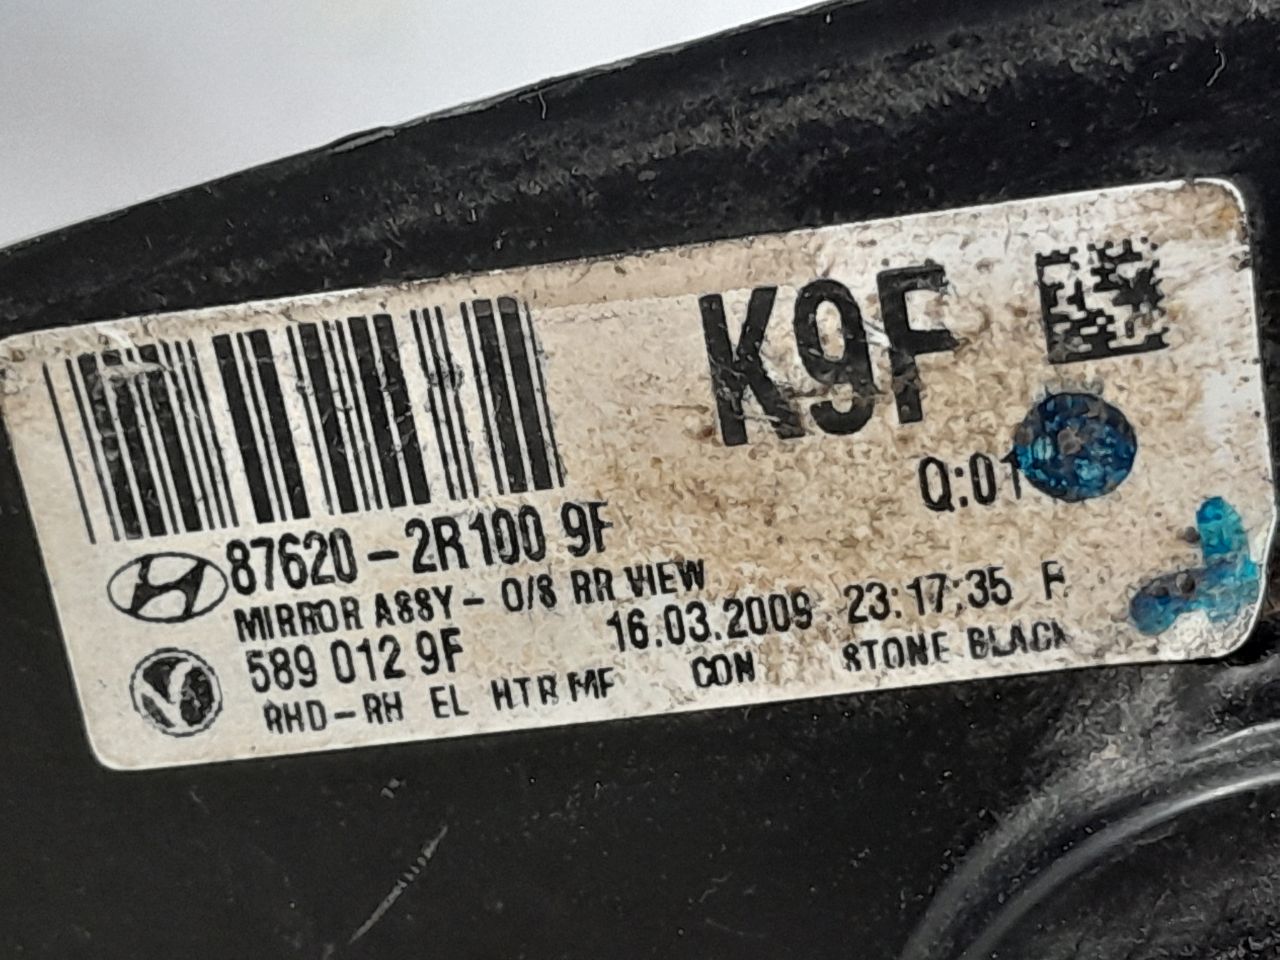 K9F
Q:01
87620-2R100 9F
MIRROR ASSY- O/S RR VIEW
589 012 9F
16.03.2009 23:17:35
RHD-RH EL HTR MF CON STONE BLACK